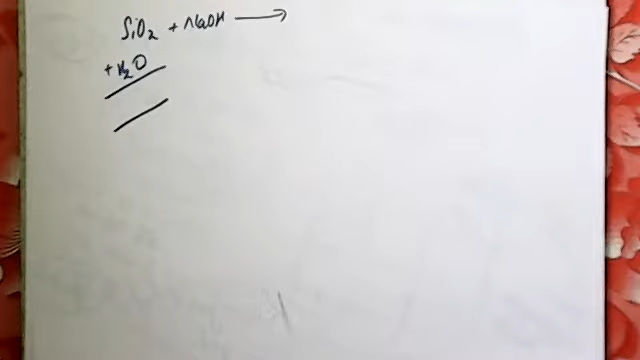 SiO₂ + NaOH ⟶
+ H₂O